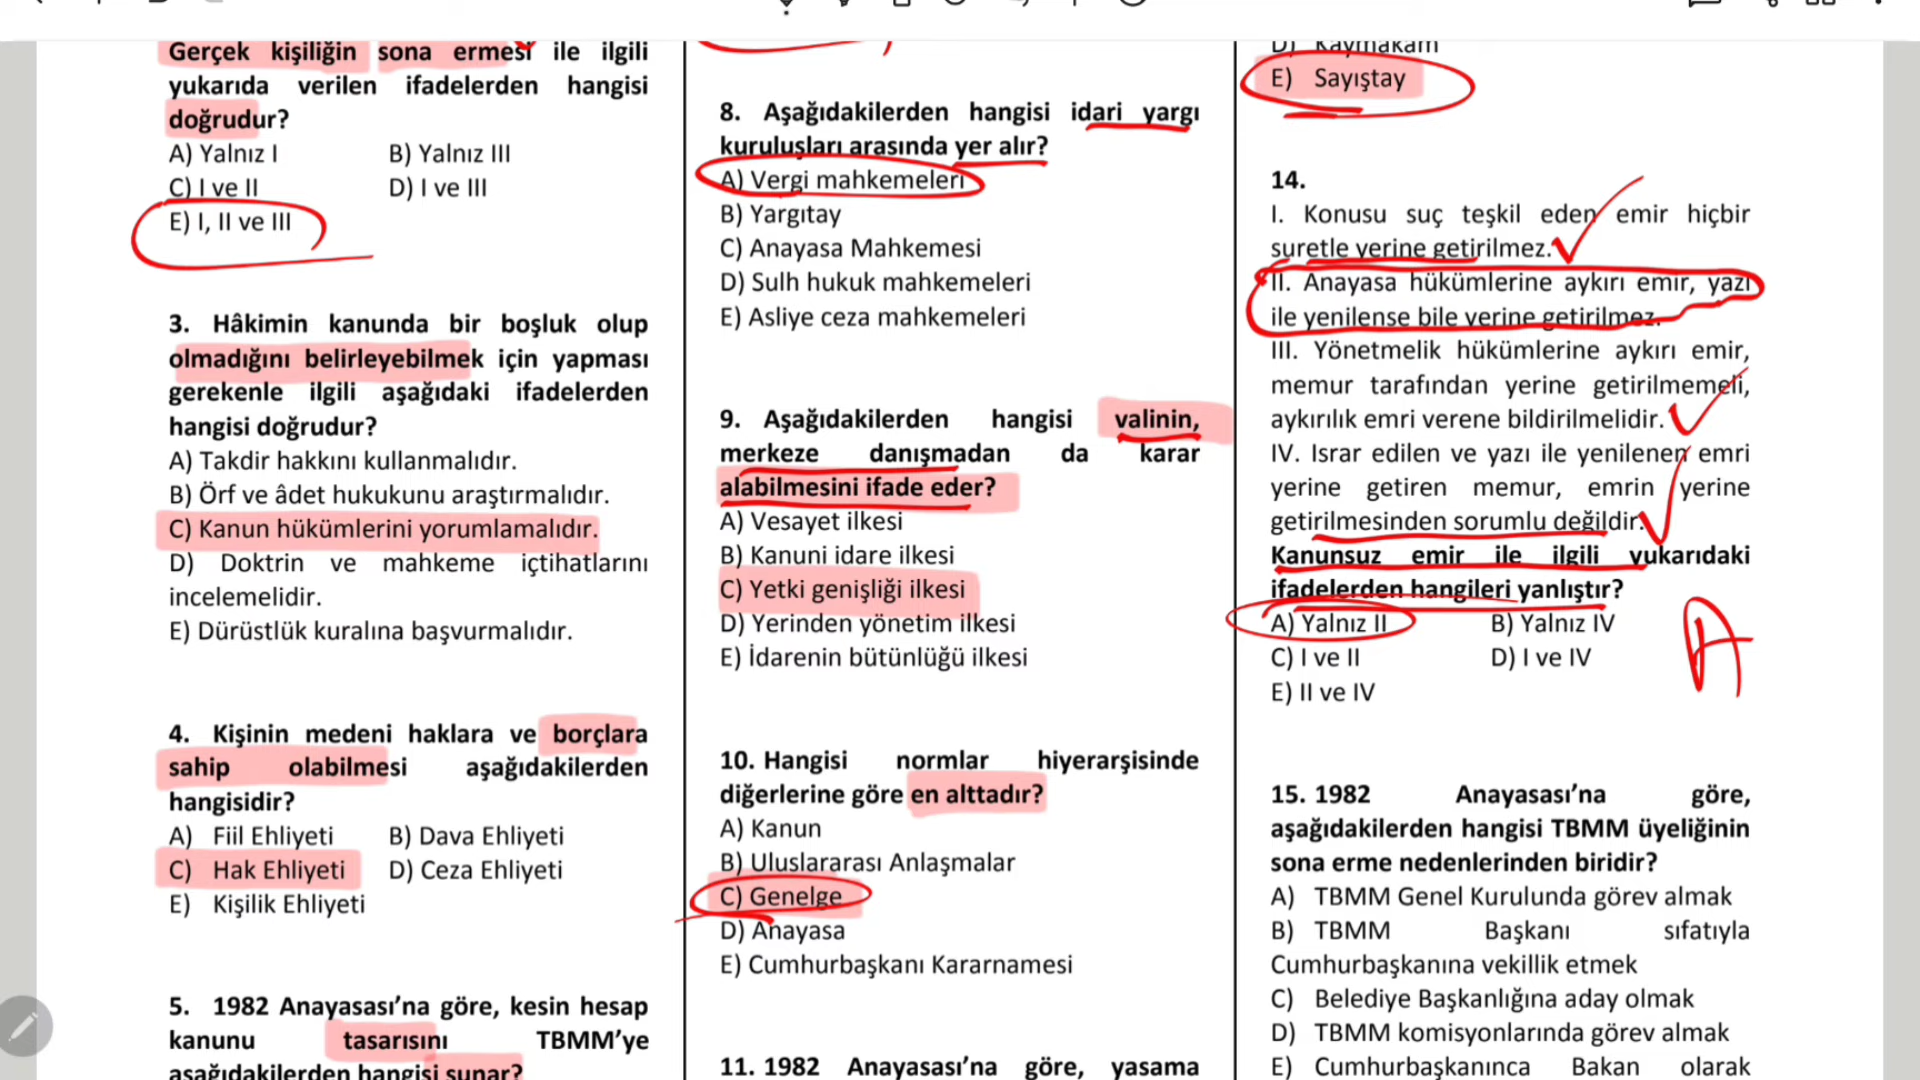 Gerçek kişiliğin sona ermesi ile ilgili
yukarıda verilen ifadelerden hangisi
doğrudur?
A) Yalnız I B) Yalnız III
C) I ve II D) I ve III
E) I, II ve III
3. Hâkimin kanunda bir boşluk olup
olmadığını belirleyebilmek için yapması
gerekenle ilgili aşağıdaki ifadelerden
hangisi doğrudur?
A) Takdir hakkını kullanmalıdır.
B) Örf ve âdet hukukunu araştırmalıdır.
C) Kanun hükümlerini yorumlamalıdır.
D) Doktrin ve mahkeme içtihatlarını
incelemelidir.
E) Dürüstlük kuralına başvurmalıdır.
4. Kişinin medeni haklara ve borçlara
sahip olabilmesi aşağıdakilerden
hangisidir?
A) Fiil Ehliyeti B) Dava Ehliyeti
C) Hak Ehliyeti D) Ceza Ehliyeti
E) Kişilik Ehliyeti
5. 1982 Anayasası’na göre, kesin hesap
kanunu tasarısını TBMM’ye
aşağıdakilerden hangisi sunar?
8. Aşağıdakilerden hangisi idari yargı
kuruluşları arasında yer alır?
A) Vergi mahkemeleri
B) Yargıtay
C) Anayasa Mahkemesi
D) Sulh hukuk mahkemeleri
E) Asliye ceza mahkemeleri
9. Aşağıdakilerden hangisi valinin,
merkeze danışmadan da karar
alabilmesini ifade eder?
A) Vesayet ilkesi
B) Kanuni idare ilkesi
C) Yetki genişliği ilkesi
D) Yerinden yönetim ilkesi
E) İdarenin bütünlüğü ilkesi
10. Hangisi normlar hiyerarşisinde
diğerlerine göre en alttadır?
A) Kanun
B) Uluslararası Anlaşmalar
C) Genelge
D) Anayasa
E) Cumhurbaşkanı Kararnamesi
11. 1982 Anayasası’na göre, yasama
D) Kaymakam
E) Sayıştay
14.
I. Konusu suç teşkil eden emir hiçbir
suretle yerine getirilmez.
II. Anayasa hükümlerine aykırı emir, yazı
ile yenilense bile yerine getirilmez.
III. Yönetmelik hükümlerine aykırı emir,
memur tarafından yerine getirilmemeli,
aykırılık emri verene bildirilmelidir.
IV. Israr edilen ve yazı ile yenilenen emri
yerine getiren memur, emrin yerine
getirilmesinden sorumlu değildir.
Kanunsuz emir ile ilgili yukarıdaki
ifadelerden hangileri yanlıştır?
A) Yalnız II B) Yalnız IV
C) I ve II D) I ve IV
E) II ve IV
A
15. 1982 Anayasası’na göre,
aşağıdakilerden hangisi TBMM üyeliğinin
sona erme nedenlerinden biridir?
A) TBMM Genel Kurulunda görev almak
B) TBMM Başkanı sıfatıyla
Cumhurbaşkanına vekillik etmek
C) Belediye Başkanlığına aday olmak
D) TBMM komisyonlarında görev almak
E) Cumhurbaşkanınca Bakan olarak